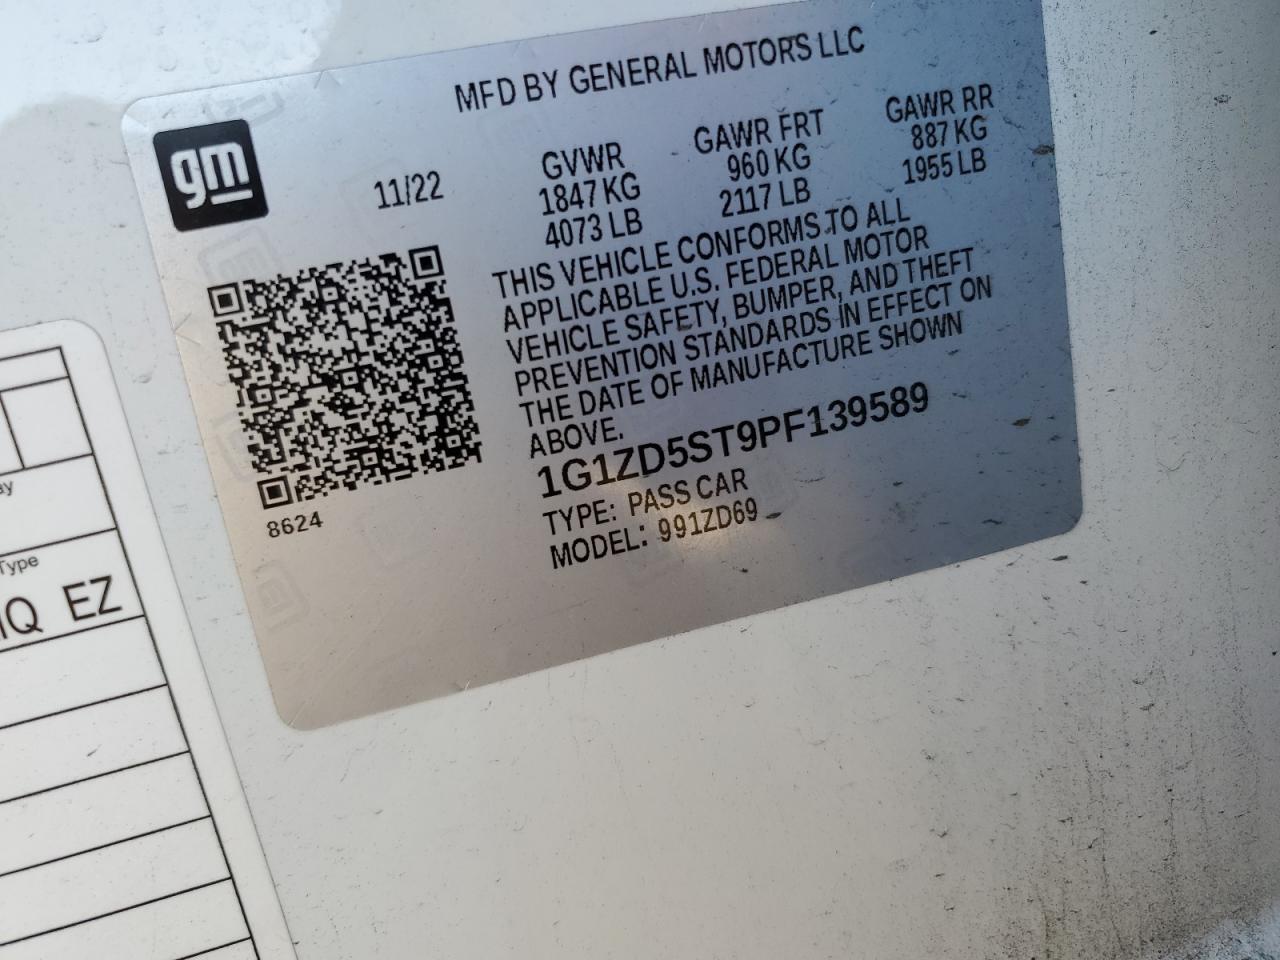 MFD BY GENERAL MOTORS LLC
gm
11/22
GVWR
1847 KG
4073 LB
GAWR FRT
960 KG
2117 LB
GAWR RR
887 KG
1955 LB
THIS VEHICLE CONFORMS TO ALL
APPLICABLE U.S. FEDERAL MOTOR
VEHICLE SAFETY, BUMPER, AND THEFT
PREVENTION STANDARDS IN EFFECT ON
THE DATE OF MANUFACTURE SHOWN
ABOVE.
1G1ZD5ST9PF139589
TYPE: PASS CAR
MODEL: 991ZD69
8624
Type
IQ EZ